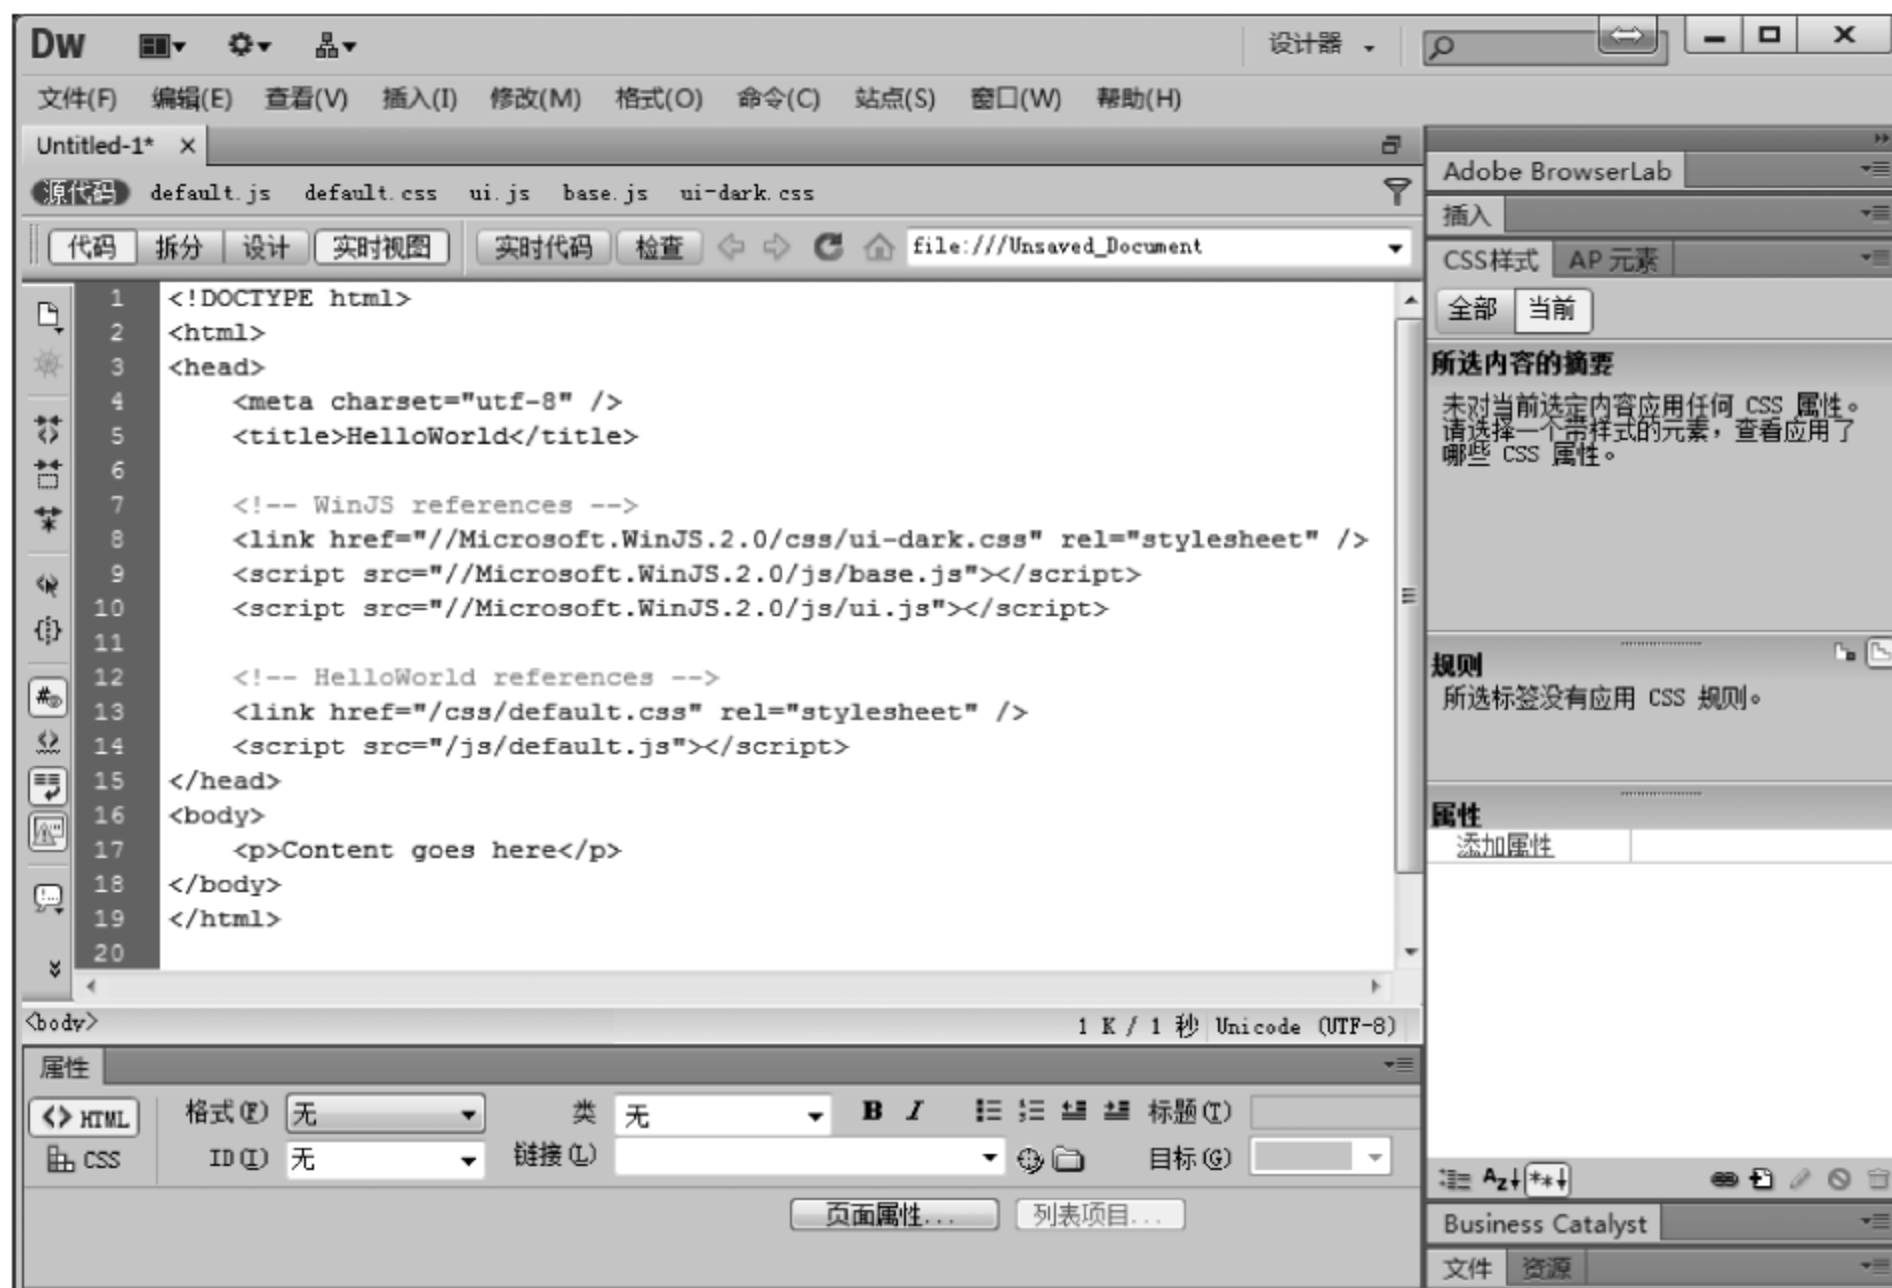 Dw 设计器
文件(F) 编辑(E) 查看(V) 插入(I) 修改(M) 格式(O) 命令(C) 站点(S) 窗口(W) 帮助(H)
Untitled-1*
源代码 default.js default.css ui.js base.js ui-dark.css
代码 拆分 设计 实时视图 实时代码 检查 file:///Unsaved_Document
1 <!DOCTYPE html>
2 <html>
3 <head>
4 <meta charset="utf-8" />
5 <title>HelloWorld</title>
6
7 <!-- WinJS references -->
8 <link href="//Microsoft.WinJS.2.0/css/ui-dark.css" rel="stylesheet" />
9 <script src="//Microsoft.WinJS.2.0/js/base.js"></script>
10 <script src="//Microsoft.WinJS.2.0/js/ui.js"></script>
11
12 <!-- HelloWorld references -->
13 <link href="/css/default.css" rel="stylesheet" />
14 <script src="/js/default.js"></script>
15 </head>
16 <body>
17 <p>Content goes here</p>
18 </body>
19 </html>
20
<body> 1 K / 1 秒 Unicode (UTF-8)
属性
<> HTML 格式(F) 无 类 无 B I 标题(T)
CSS ID(I) 无 链接(L) 目标(G)
页面属性... 列表项目...
Adobe BrowserLab
插入
CSS样式 AP 元素
全部 当前
所选内容的摘要
未对当前选定内容应用任何 CSS 属性。
请选择一个带样式的元素，查看应用了
哪些 CSS 属性。
规则
所选标签没有应用 CSS 规则。
属性
添加属性
Az↓ **↓
Business Catalyst
文件 资源